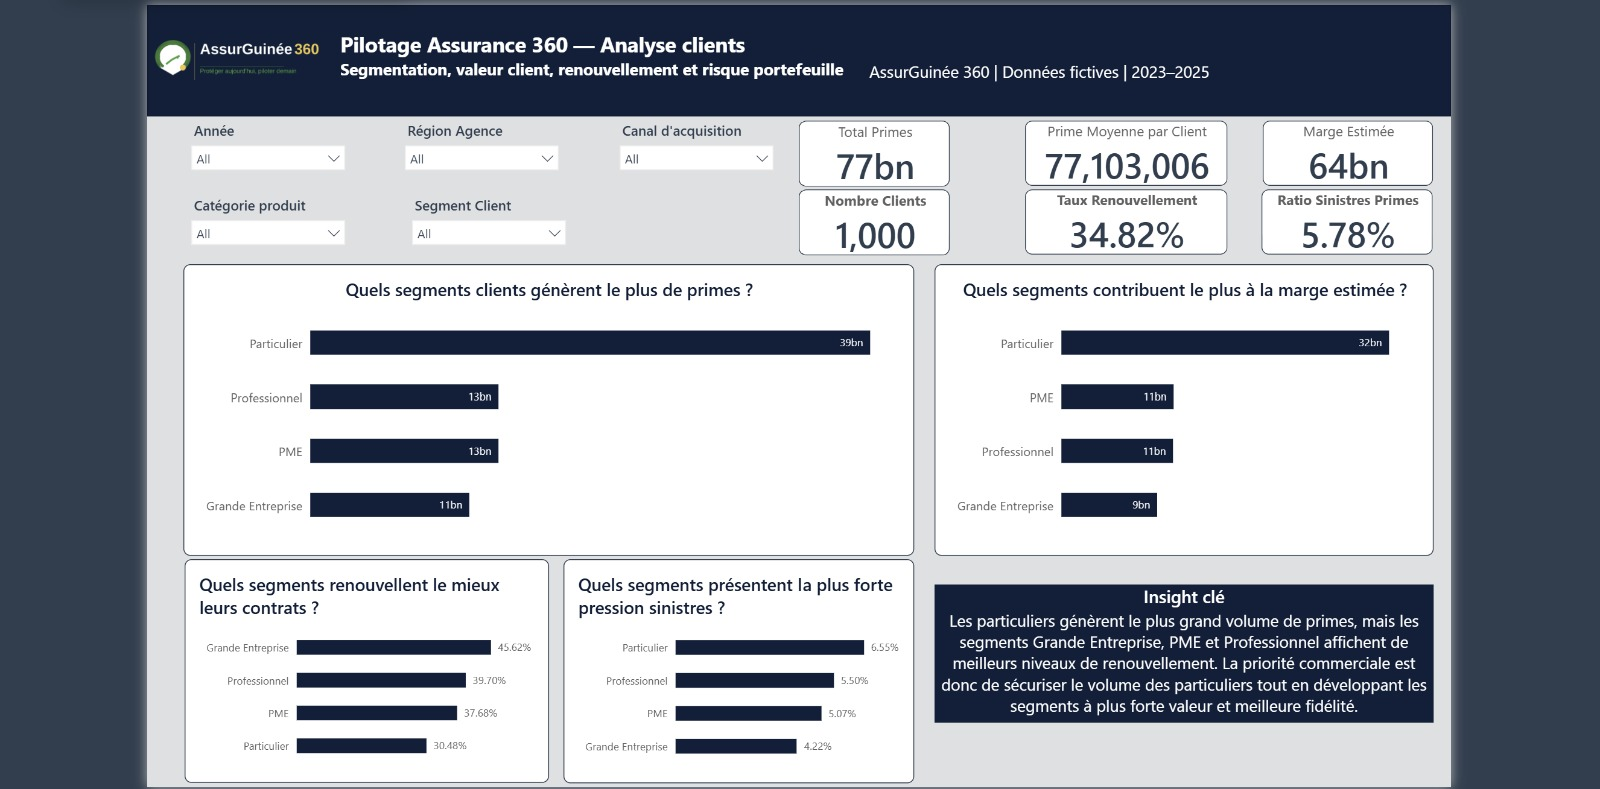 AssurGuinée 360
Protéger aujourd'hui, piloter demain
Pilotage Assurance 360 — Analyse clients
Segmentation, valeur client, renouvellement et risque portefeuille
AssurGuinée 360 | Données fictives | 2023–2025
Année
All
Région Agence
All
Canal d'acquisition
All
Catégorie produit
All
Segment Client
All
Total Primes
77bn
Prime Moyenne par Client
77,103,006
Marge Estimée
64bn
Nombre Clients
1,000
Taux Renouvellement
34.82%
Ratio Sinistres Primes
5.78%
Quels segments clients génèrent le plus de primes ?
Particulier 39bn
Professionnel 13bn
PME 13bn
Grande Entreprise 11bn
Quels segments contribuent le plus à la marge estimée ?
Particulier 32bn
PME 11bn
Professionnel 11bn
Grande Entreprise 9bn
Quels segments renouvellent le mieux
leurs contrats ?
Grande Entreprise 45.62%
Professionnel 39.70%
PME 37.68%
Particulier 30.48%
Quels segments présentent la plus forte
pression sinistres ?
Particulier 6.55%
Professionnel 5.50%
PME 5.07%
Grande Entreprise 4.22%
Insight clé
Les particuliers génèrent le plus grand volume de primes, mais les
segments Grande Entreprise, PME et Professionnel affichent de
meilleurs niveaux de renouvellement. La priorité commerciale est
donc de sécuriser le volume des particuliers tout en développant les
segments à plus forte valeur et meilleure fidélité.